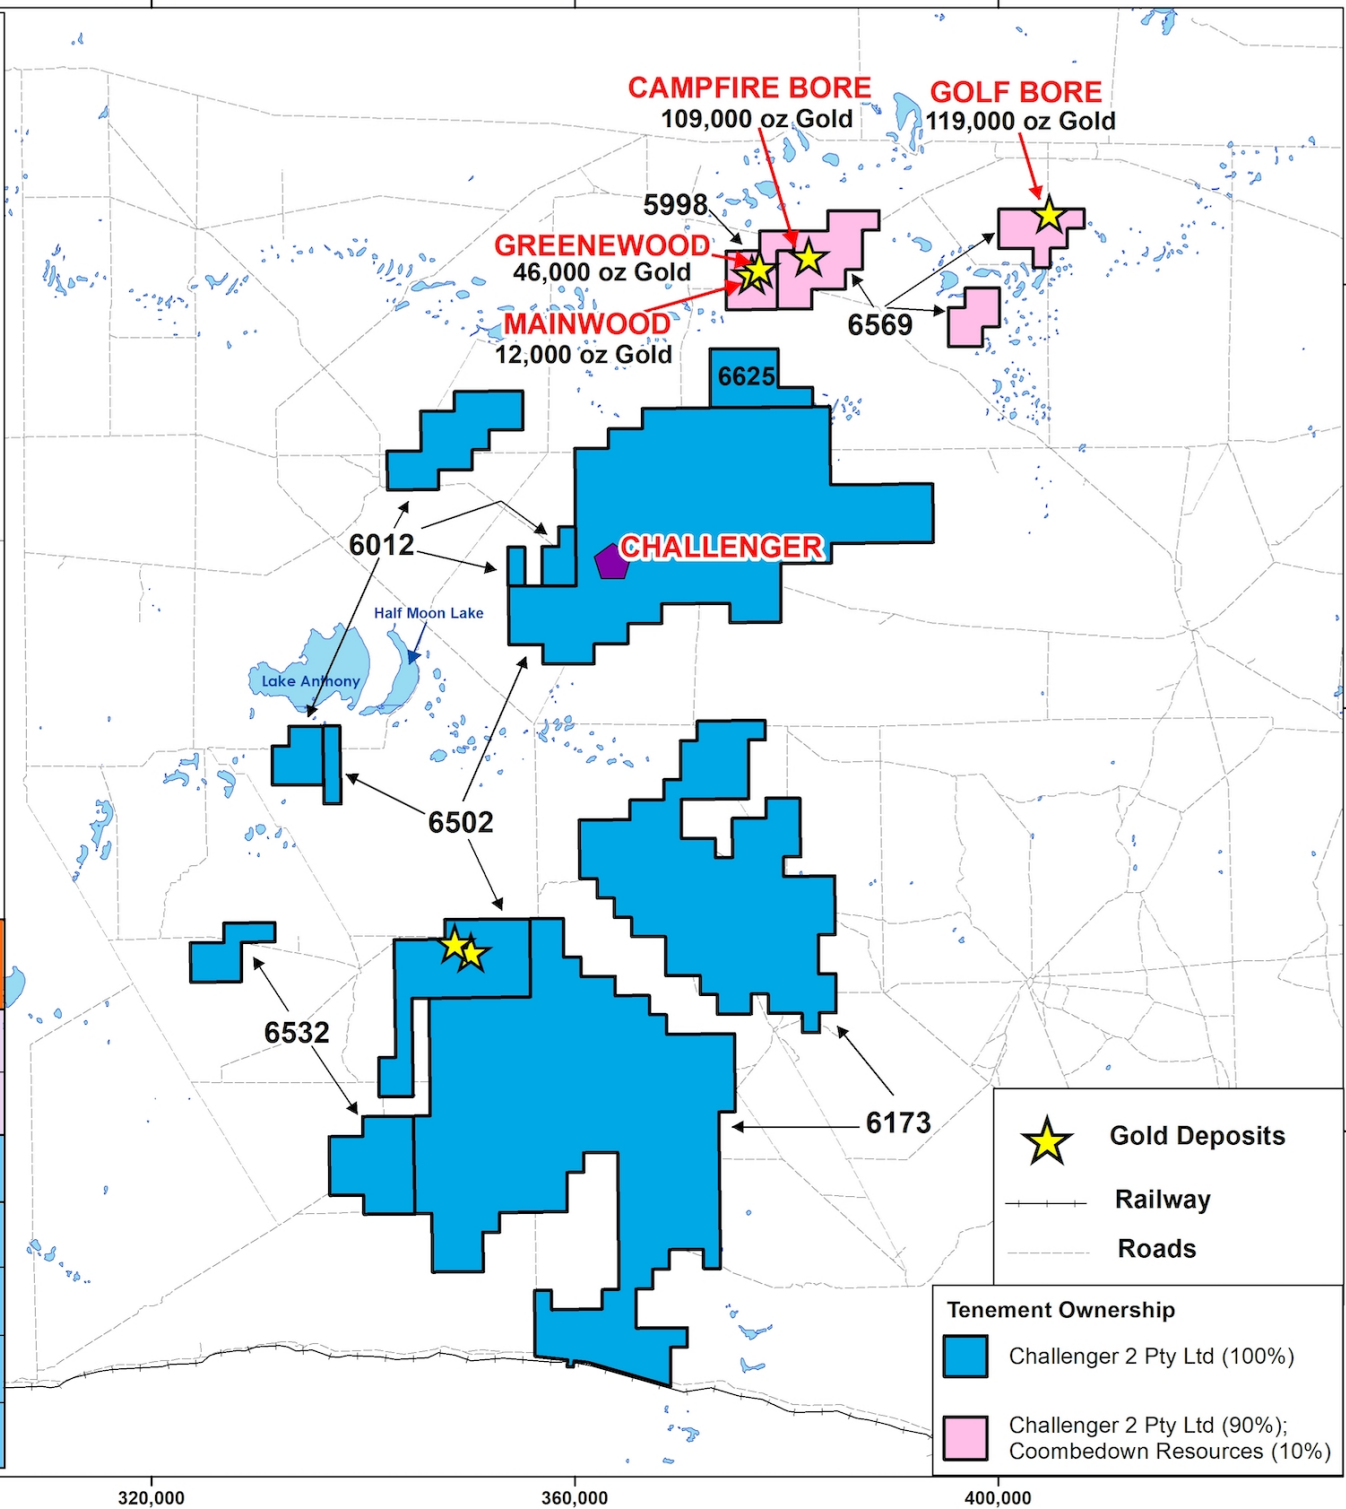 CAMPFIRE BORE
109,000 oz Gold
GOLF BORE
119,000 oz Gold
5998
GREENEWOOD
46,000 oz Gold
MAINWOOD
12,000 oz Gold
6569
6625
6012
CHALLENGER
Half Moon Lake
Lake Anthony
6502
6532
6173
Gold Deposits
Railway
Roads
Tenement Ownership
Challenger 2 Pty Ltd (100%)
Challenger 2 Pty Ltd (90%);
Coombedown Resources (10%)
320,000
360,000
400,000